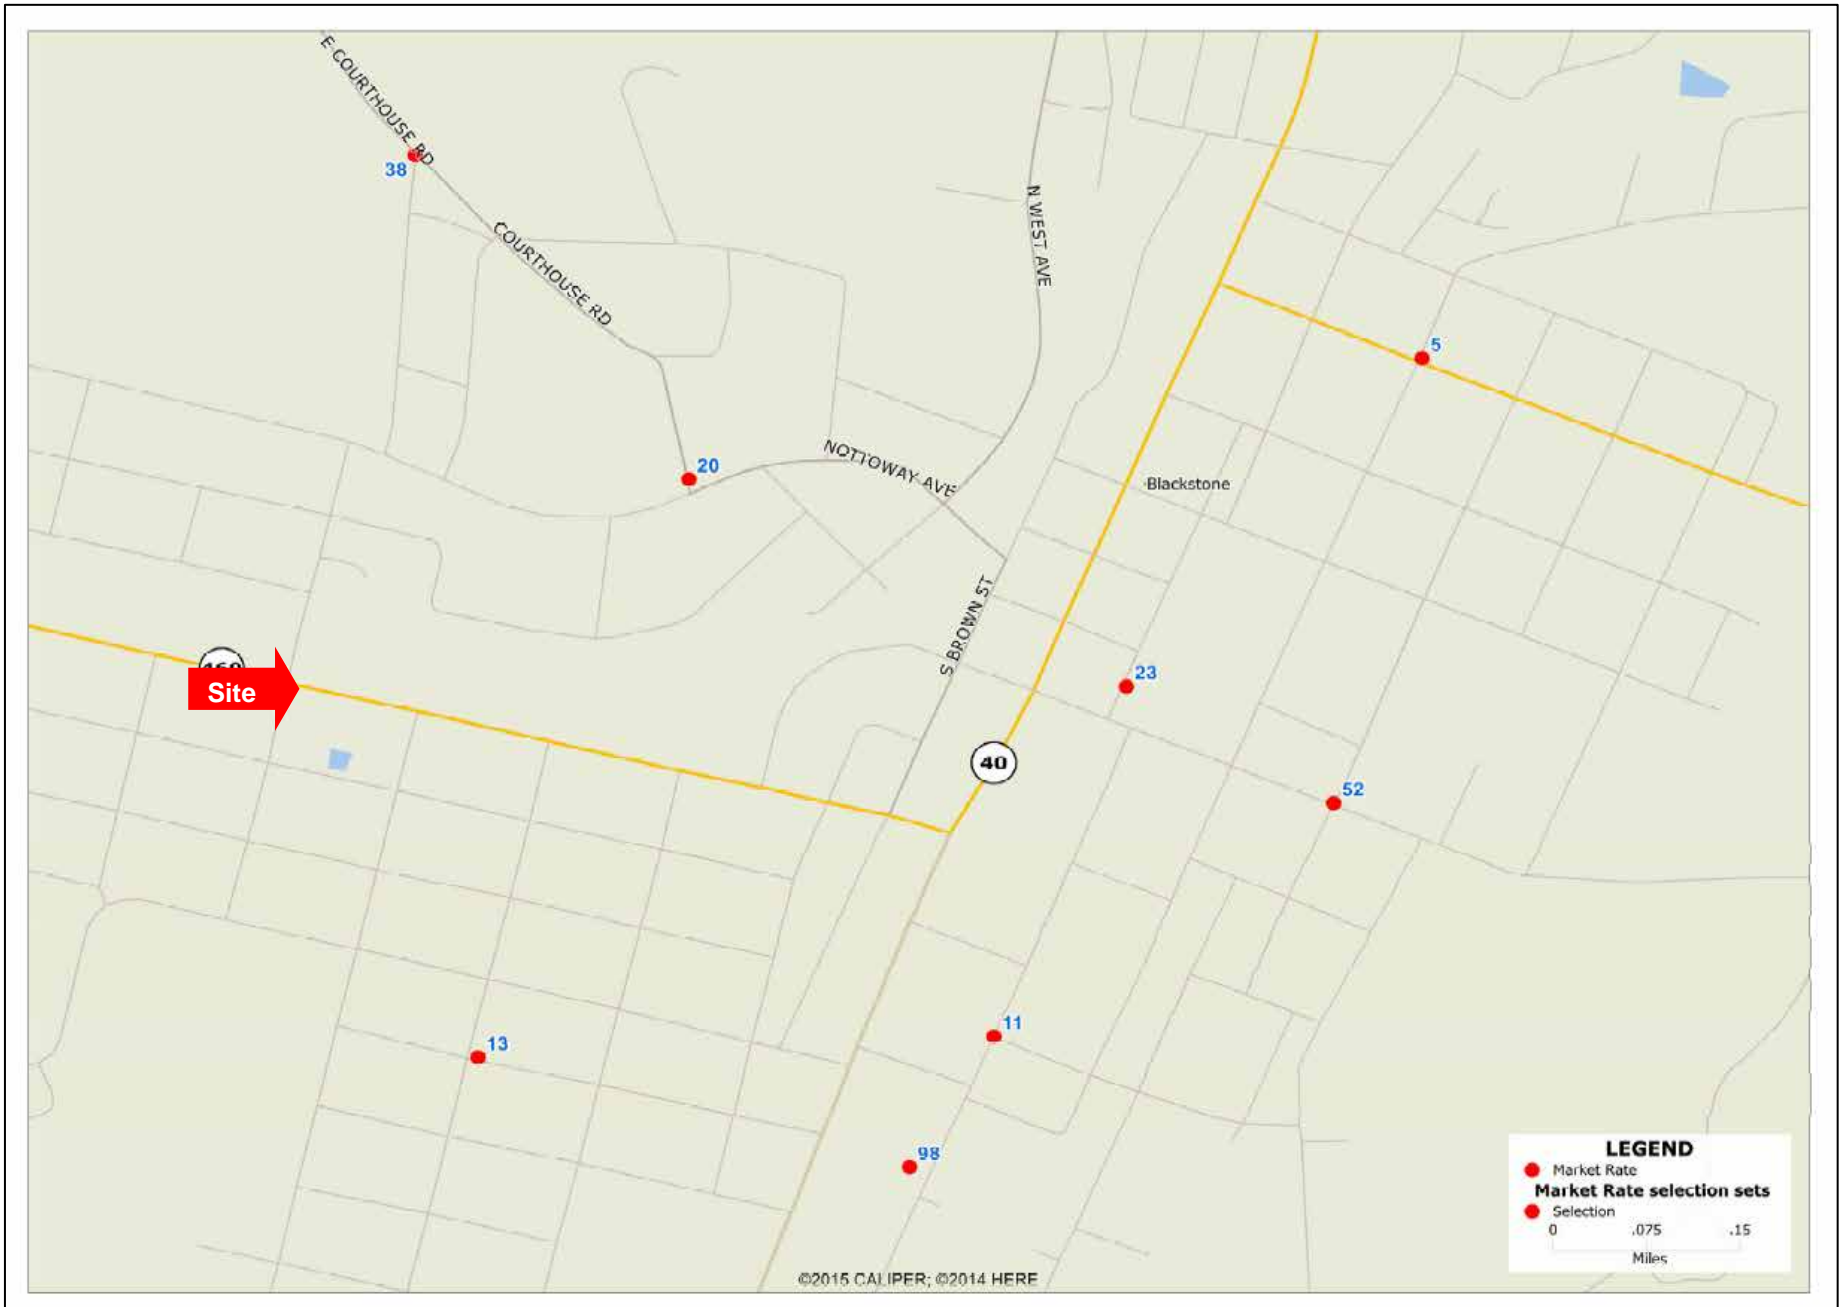 E COURTHOUSE RD
38
COURTHOUSE RD
N WEST AVE
5
20
NOTTOWAY AVE
Blackstone
S BROWN ST
Site
23
40
52
11
13
98
LEGEND
Market Rate
Market Rate selection sets
Selection
0 .075 .15
Miles
©2015 CALIPER; ©2014 HERE